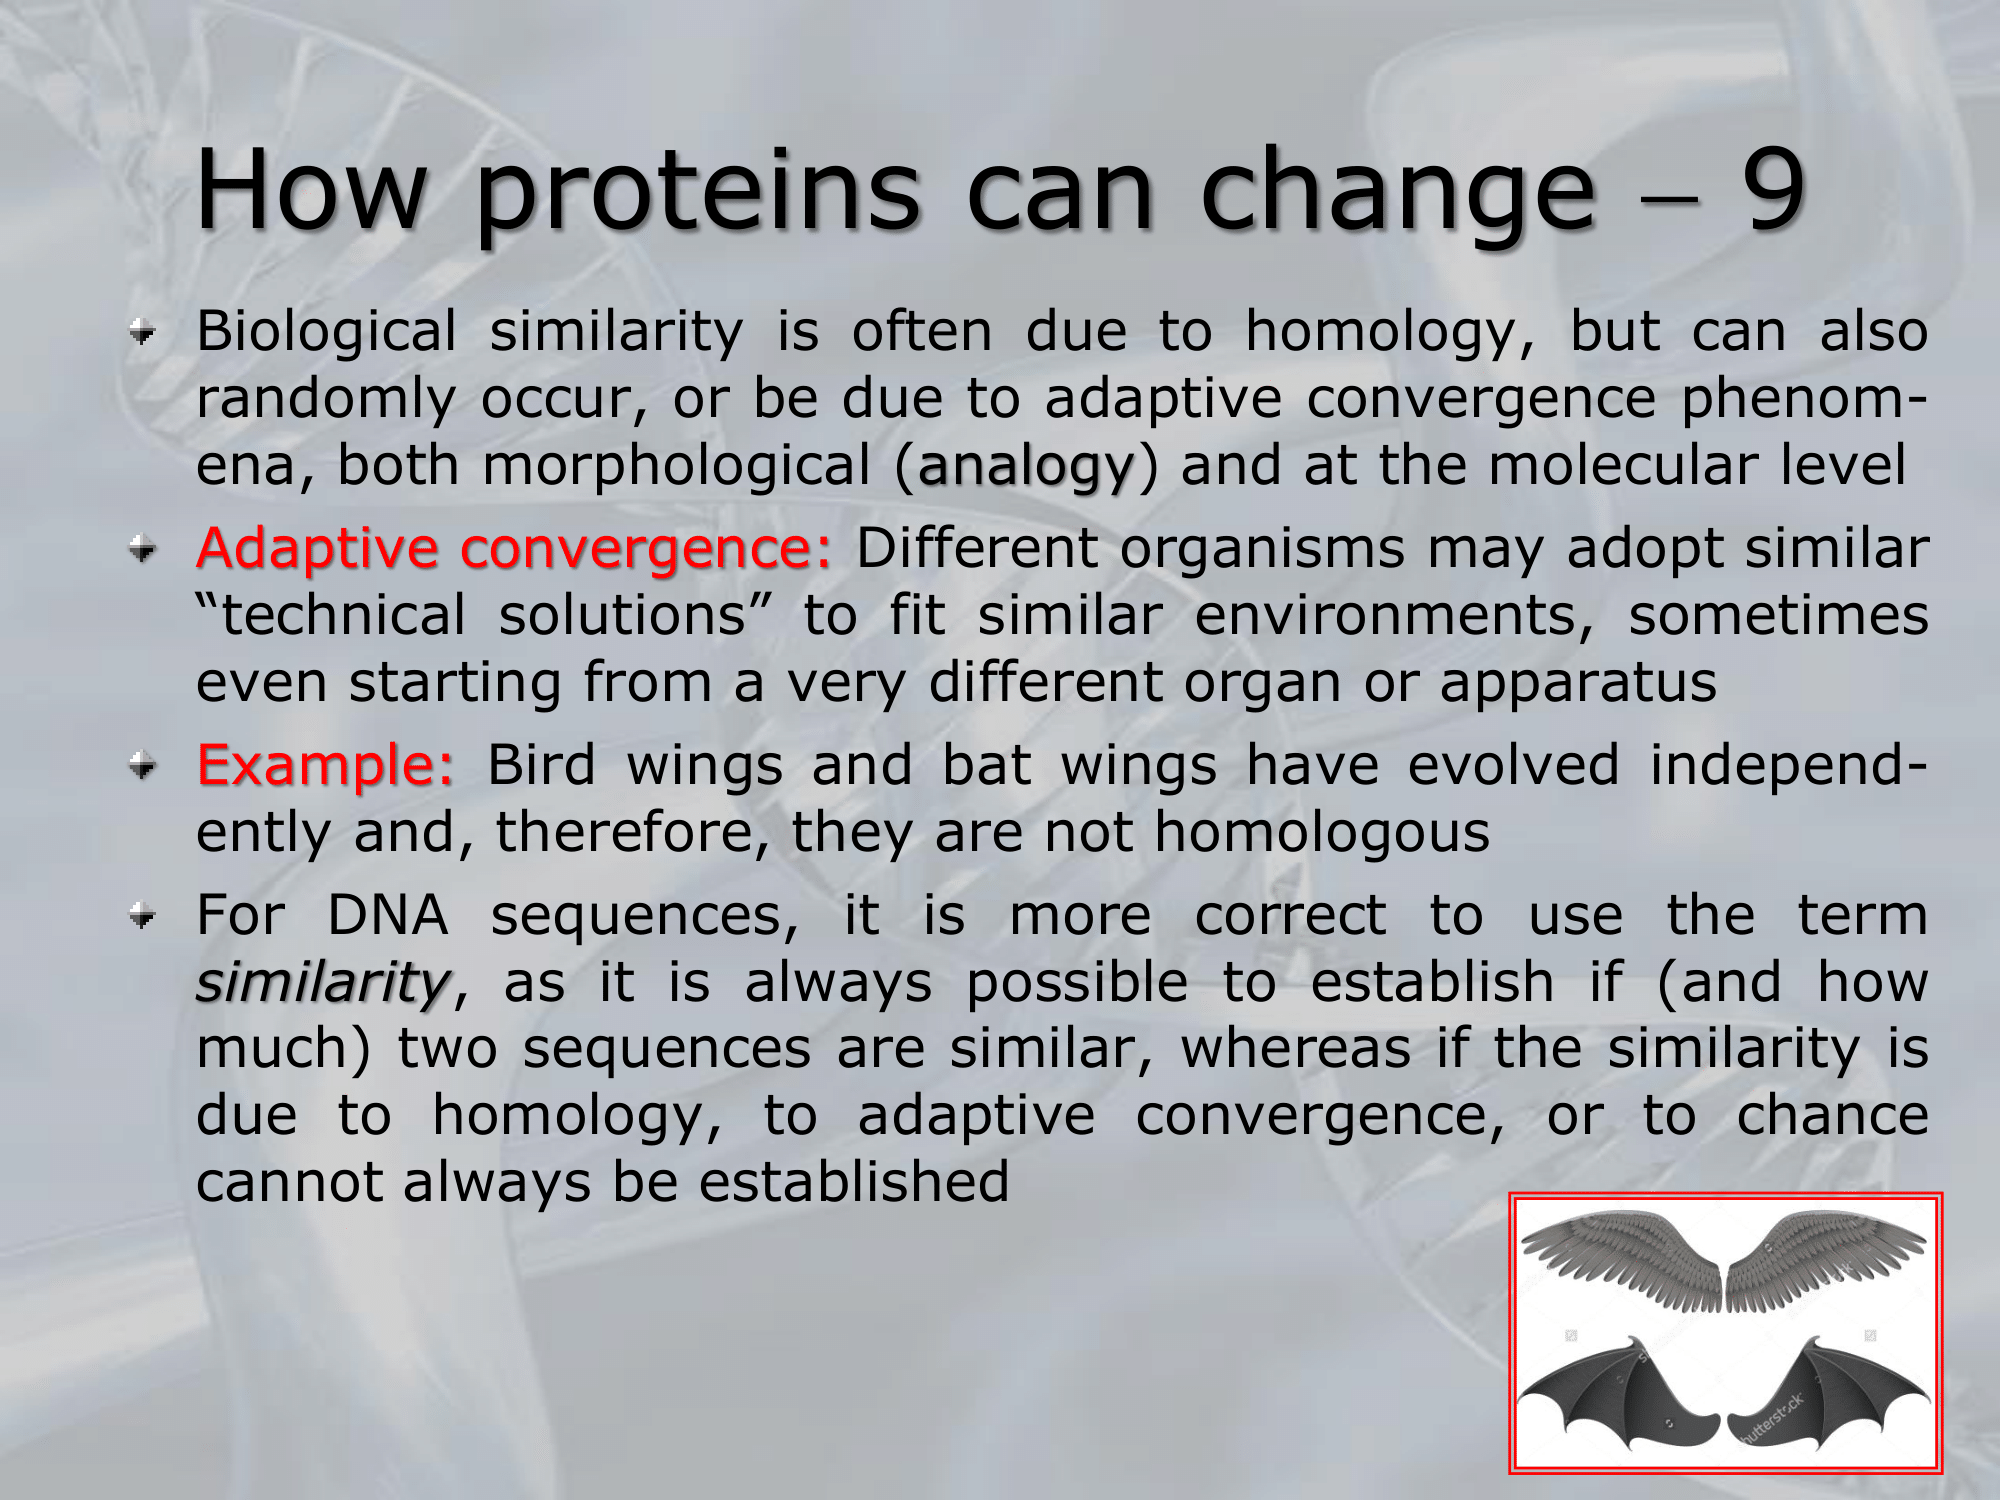 How proteins can change – 9
Biological similarity is often due to homology, but can also
randomly occur, or be due to adaptive convergence phenom-
ena, both morphological (analogy) and at the molecular level
Adaptive convergence: Different organisms may adopt similar
“technical solutions” to fit similar environments, sometimes
even starting from a very different organ or apparatus
Example: Bird wings and bat wings have evolved independ-
ently and, therefore, they are not homologous
For DNA sequences, it is more correct to use the term
similarity, as it is always possible to establish if (and how
much) two sequences are similar, whereas if the similarity is
due to homology, to adaptive convergence, or to chance
cannot always be established